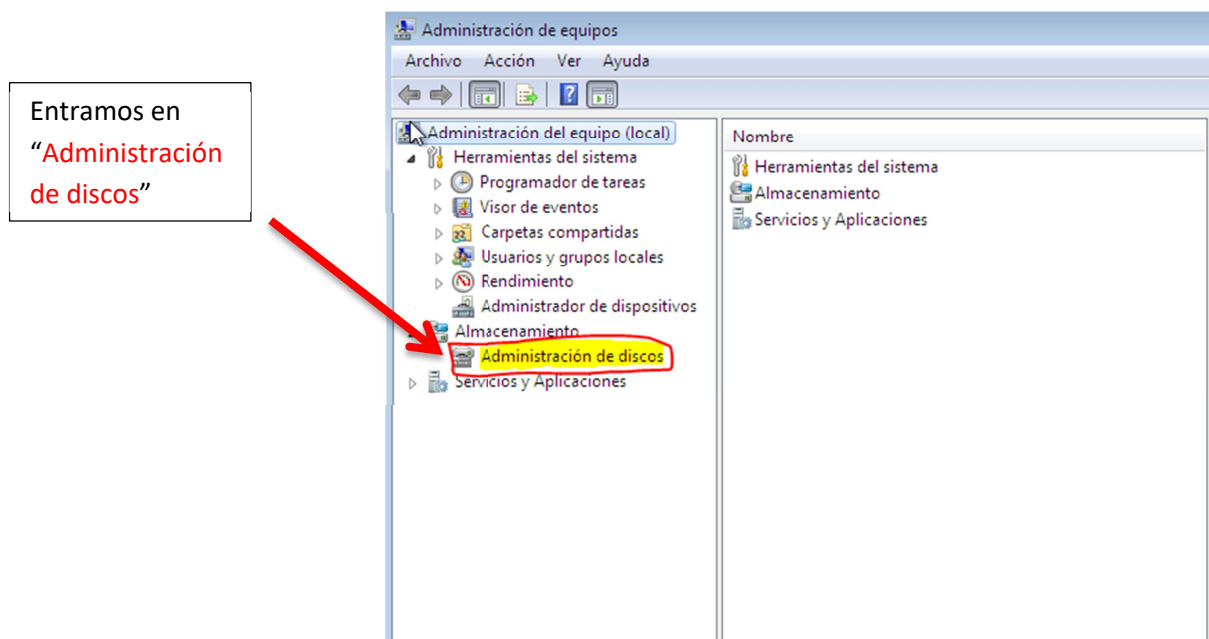 Entramos en
“Administración
de discos”
Administración de equipos
Archivo Acción Ver Ayuda
Administración del equipo (local)
Herramientas del sistema
Programador de tareas
Visor de eventos
Carpetas compartidas
Usuarios y grupos locales
Rendimiento
Administrador de dispositivos
Almacenamiento
Administración de discos
Servicios y Aplicaciones
Nombre
Herramientas del sistema
Almacenamiento
Servicios y Aplicaciones